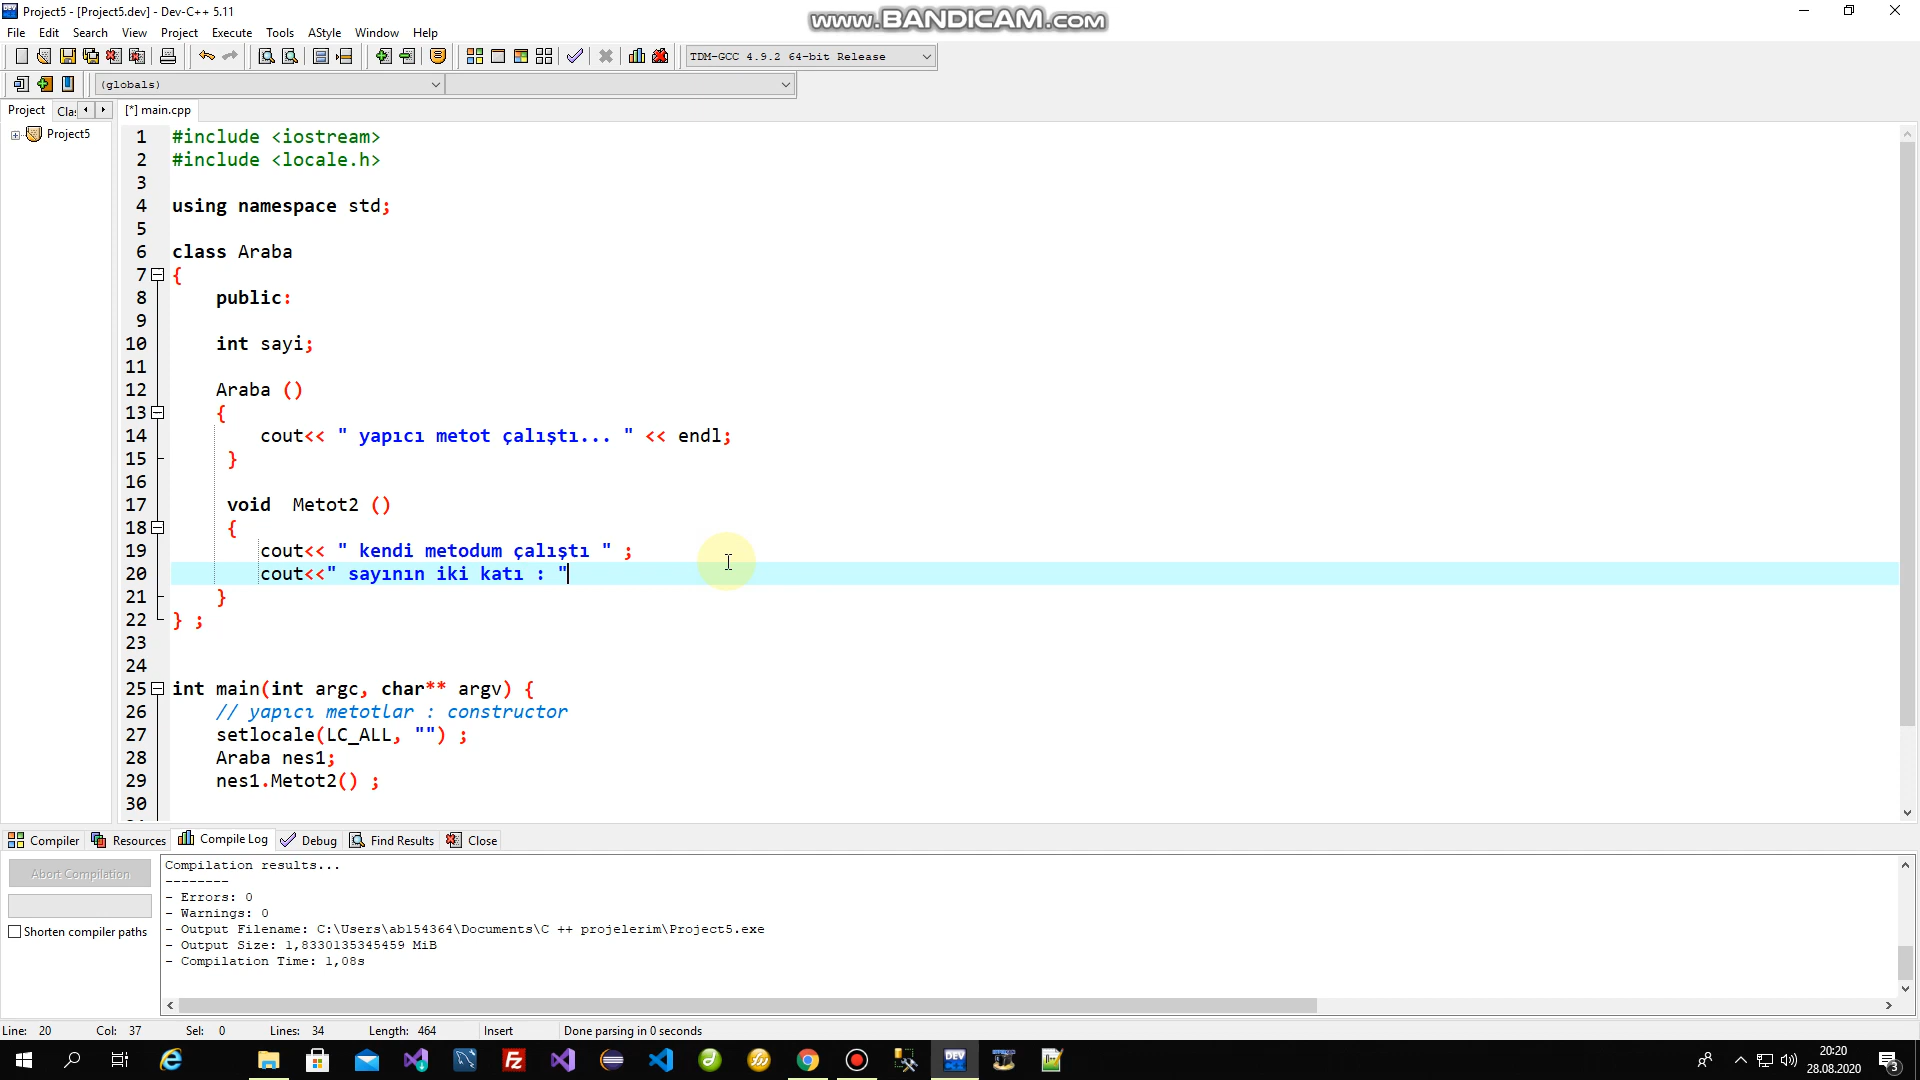 Project5 - [Project5.dev] - Dev-C++ 5.11
www.BANDICAM.com
File Edit Search View Project Execute Tools AStyle Window Help
TDM-GCC 4.9.2 64-bit Release
(globals)
Project Clas [*] main.cpp
Project5
1 #include <iostream>
2 #include <locale.h>
3
4 using namespace std;
5
6 class Araba
7 {
8 public:
9
10 int sayi;
11
12 Araba ()
13 {
14 cout<< " yapıcı metot çalıştı... " << endl;
15 }
16
17 void Metot2 ()
18 {
19 cout<< " kendi metodum çalıştı " ;
20 cout<<" sayının iki katı : "
21 }
22 } ;
23
24
25 int main(int argc, char** argv) {
26 // yapıcı metotlar : constructor
27 setlocale(LC_ALL, "") ;
28 Araba nes1;
29 nes1.Metot2() ;
30
Compiler Resources Compile Log Debug Find Results Close
Abort Compilation
Shorten compiler paths
Compilation results...
--------
- Errors: 0
- Warnings: 0
- Output Filename: C:\Users\ab154364\Documents\C ++ projelerim\Project5.exe
- Output Size: 1,8330135345459 MiB
- Compilation Time: 1,08s
Line: 20 Col: 37 Sel: 0 Lines: 34 Length: 464 Insert Done parsing in 0 seconds
DEV
20:20
28.08.2020
3